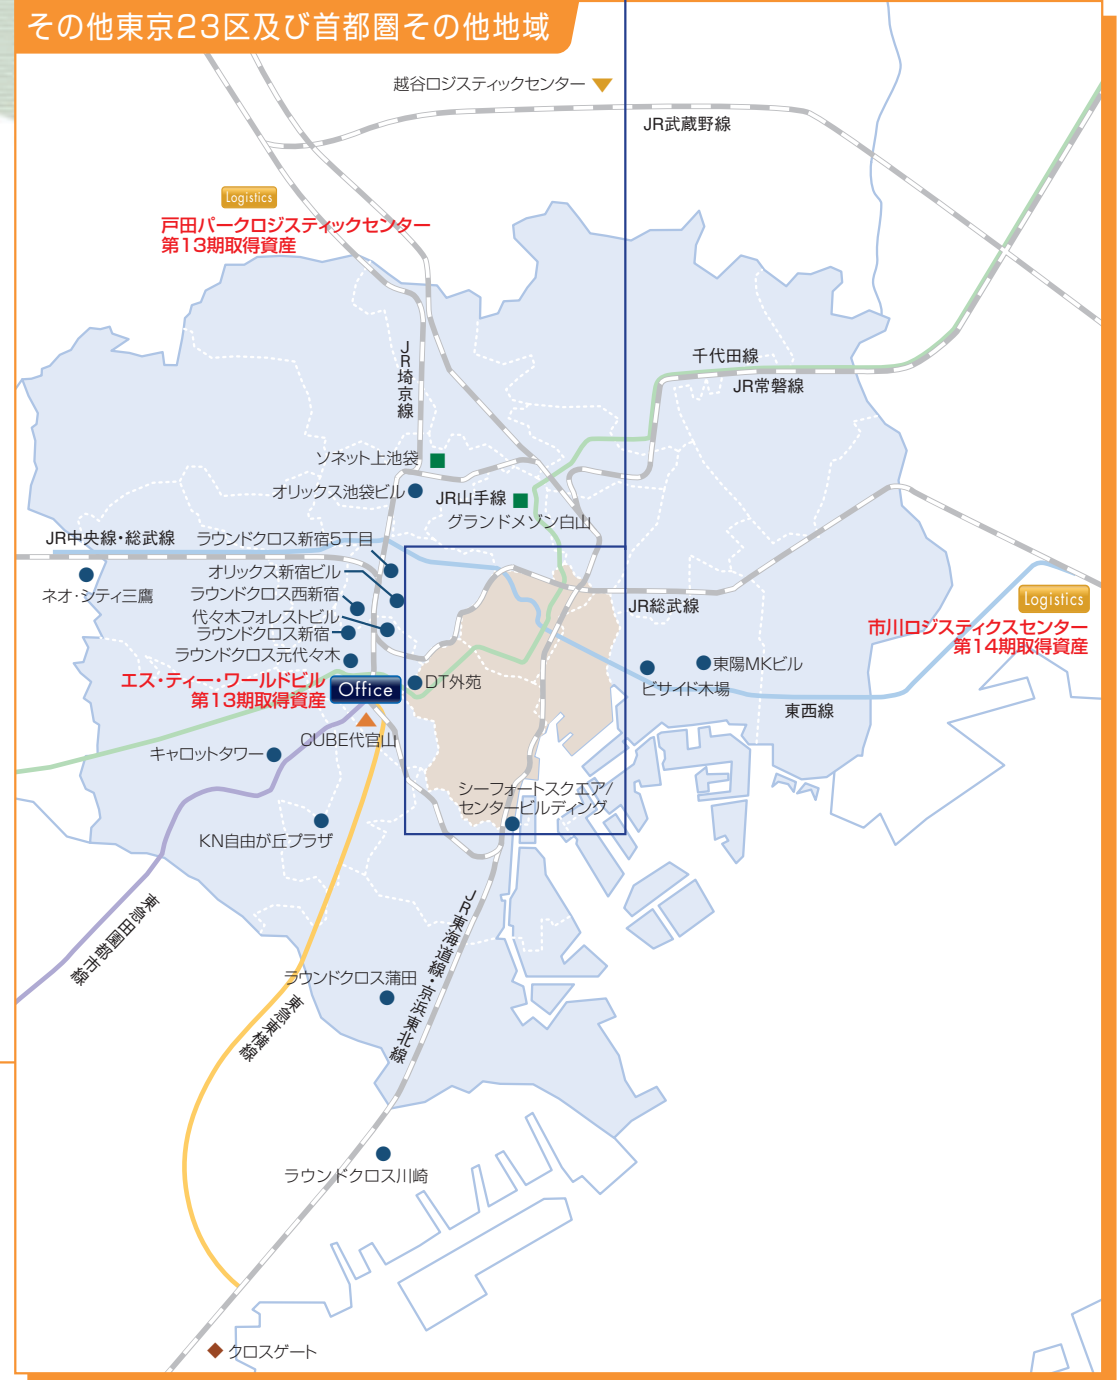 その他東京23区及び首都圏その他地域
越谷ロジスティックセンター
JR武蔵野線
Logistics
戸田パークロジスティックセンター
第13期取得資産
JR埼京線
千代田線
JR常磐線
ソネット上池袋
オリックス池袋ビル
JR山手線
グランドメゾン白山
JR中央線・総武線
ラウンドクロス新宿5丁目
ネオ・シティ三鷹
オリックス新宿ビル
ラウンドクロス西新宿
代々木フォレストビル
ラウンドクロス新宿
ラウンドクロス元代々木
JR総武線
Logistics
市川ロジスティクスセンター
第14期取得資産
エス・ティー・ワールドビル
第13期取得資産
Office
DT外苑
東陽MKビル
ビサイド木場
東西線
CUBE代官山
キャロットタワー
シーフォートスクエア/
センタービルディング
KN自由が丘プラザ
東急田園都市線
JR東海道線・京浜東北線
ラウンドクロス蒲田
東急東横線
ラウンドクロス川崎
クロスゲート